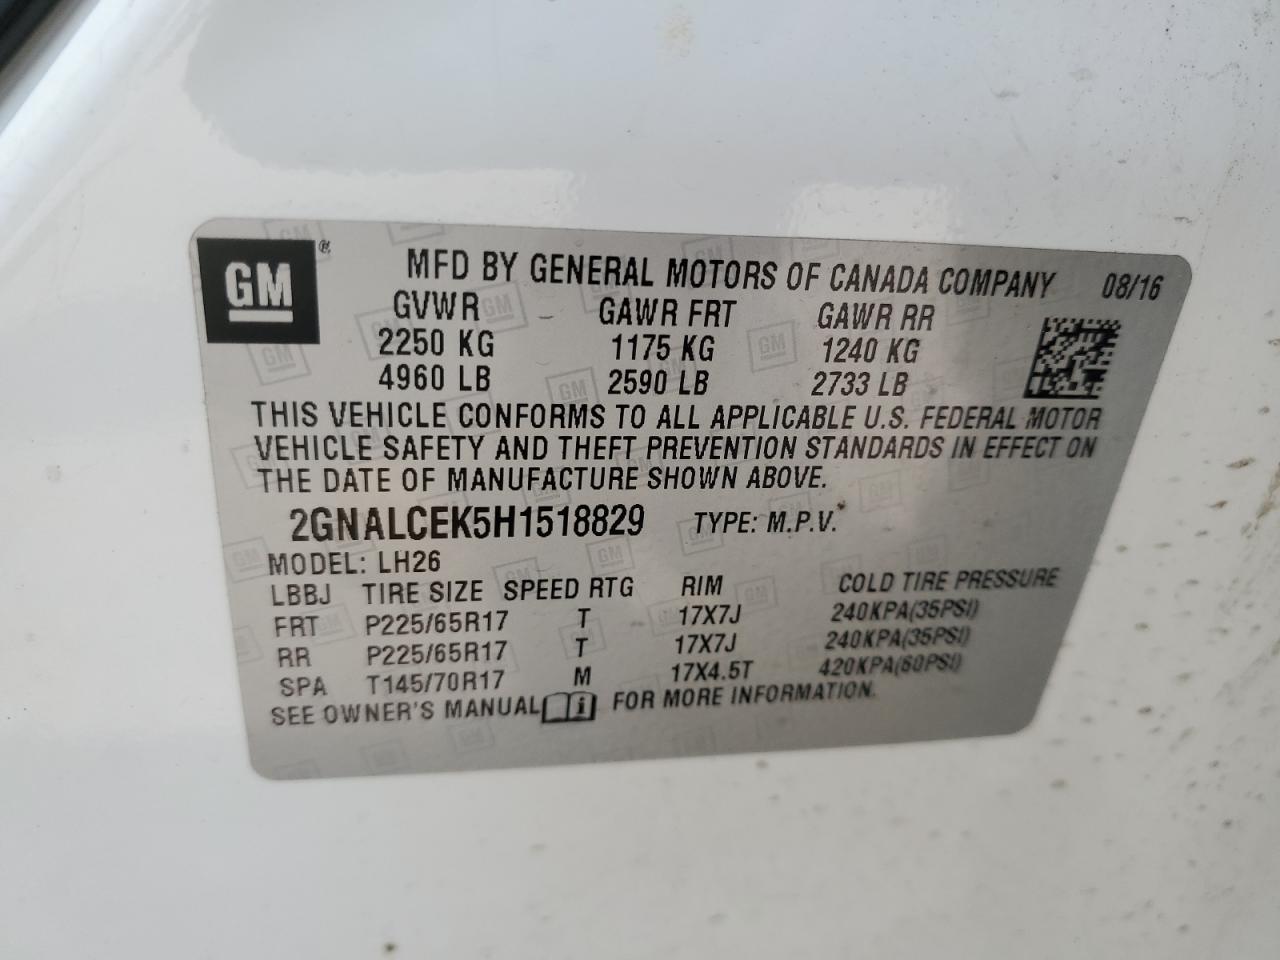 GM ®
MFD BY GENERAL MOTORS OF CANADA COMPANY 08/16
GVWR GAWR FRT GAWR RR
2250 KG 1175 KG 1240 KG
4960 LB 2590 LB 2733 LB
THIS VEHICLE CONFORMS TO ALL APPLICABLE U.S. FEDERAL MOTOR
VEHICLE SAFETY AND THEFT PREVENTION STANDARDS IN EFFECT ON
THE DATE OF MANUFACTURE SHOWN ABOVE.
2GNALCEK5H1518829 TYPE: M.P.V.
MODEL: LH26
LBBJ TIRE SIZE SPEED RTG RIM COLD TIRE PRESSURE
FRT P225/65R17 T 17X7J 240KPA(35PSI)
RR P225/65R17 T 17X7J 240KPA(35PSI)
SPA T145/70R17 M 17X4.5T 420KPA(60PSI)
SEE OWNER'S MANUAL i FOR MORE INFORMATION.